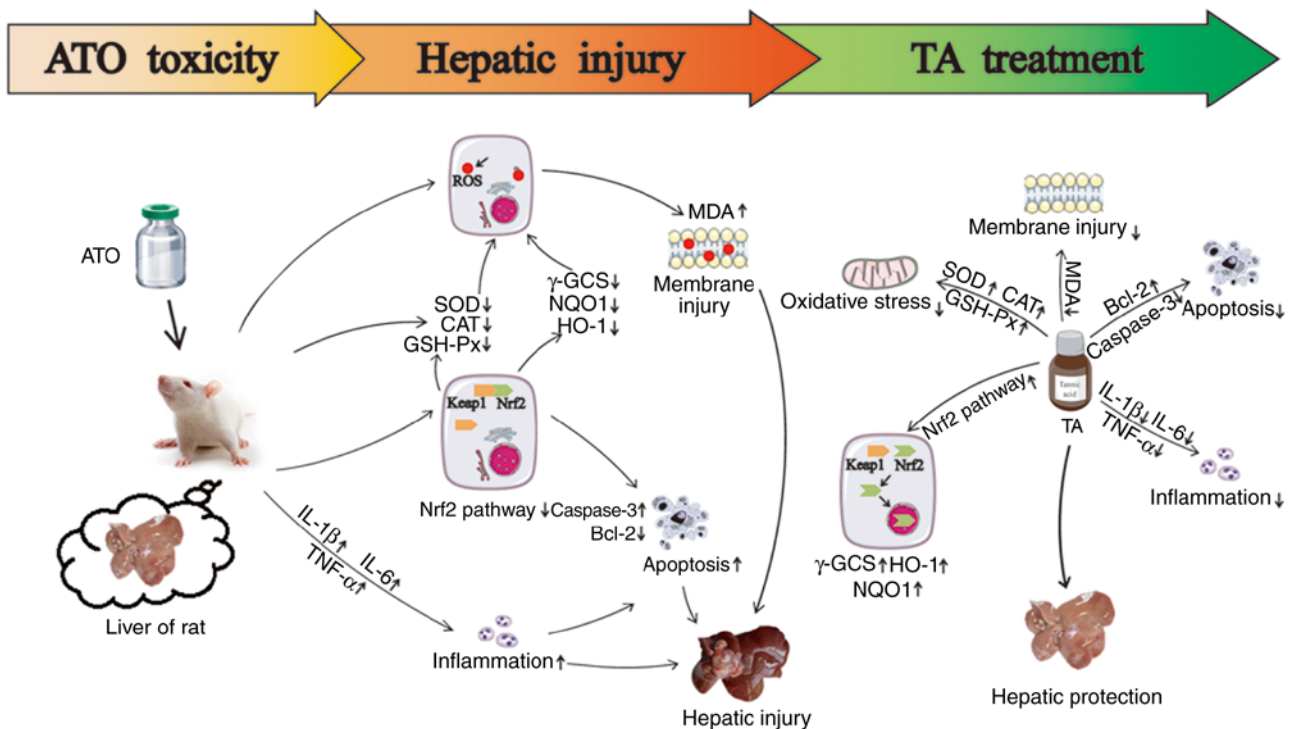 ATO toxicity
Hepatic injury
TA treatment
ATO
Liver of rat
ROS
MDA↑
Membrane
injury
SOD↓
CAT↓
GSH-Px↓
γ-GCS↓
NQO1↓
HO-1↓
Keap1 Nrf2
Nrf2 pathway↓
Caspase-3↑
Bcl-2↓
Apoptosis↑
IL-1β↑ IL-6↑
TNF-α↑
Inflammation↑
Hepatic injury
Membrane injury↓
MDA↓
Oxidative stress
↓
SOD↑ CAT↑
GSH-Px↑
Bcl-2↑
Caspase-3↓
Apoptosis↓
Tannic
acid
TA
Nrf2 pathway↑
IL-1β↓ IL-6↓
TNF-α↓
Inflammation↓
Keap1 Nrf2
γ-GCS↑HO-1↑
NQO1↑
Hepatic protection